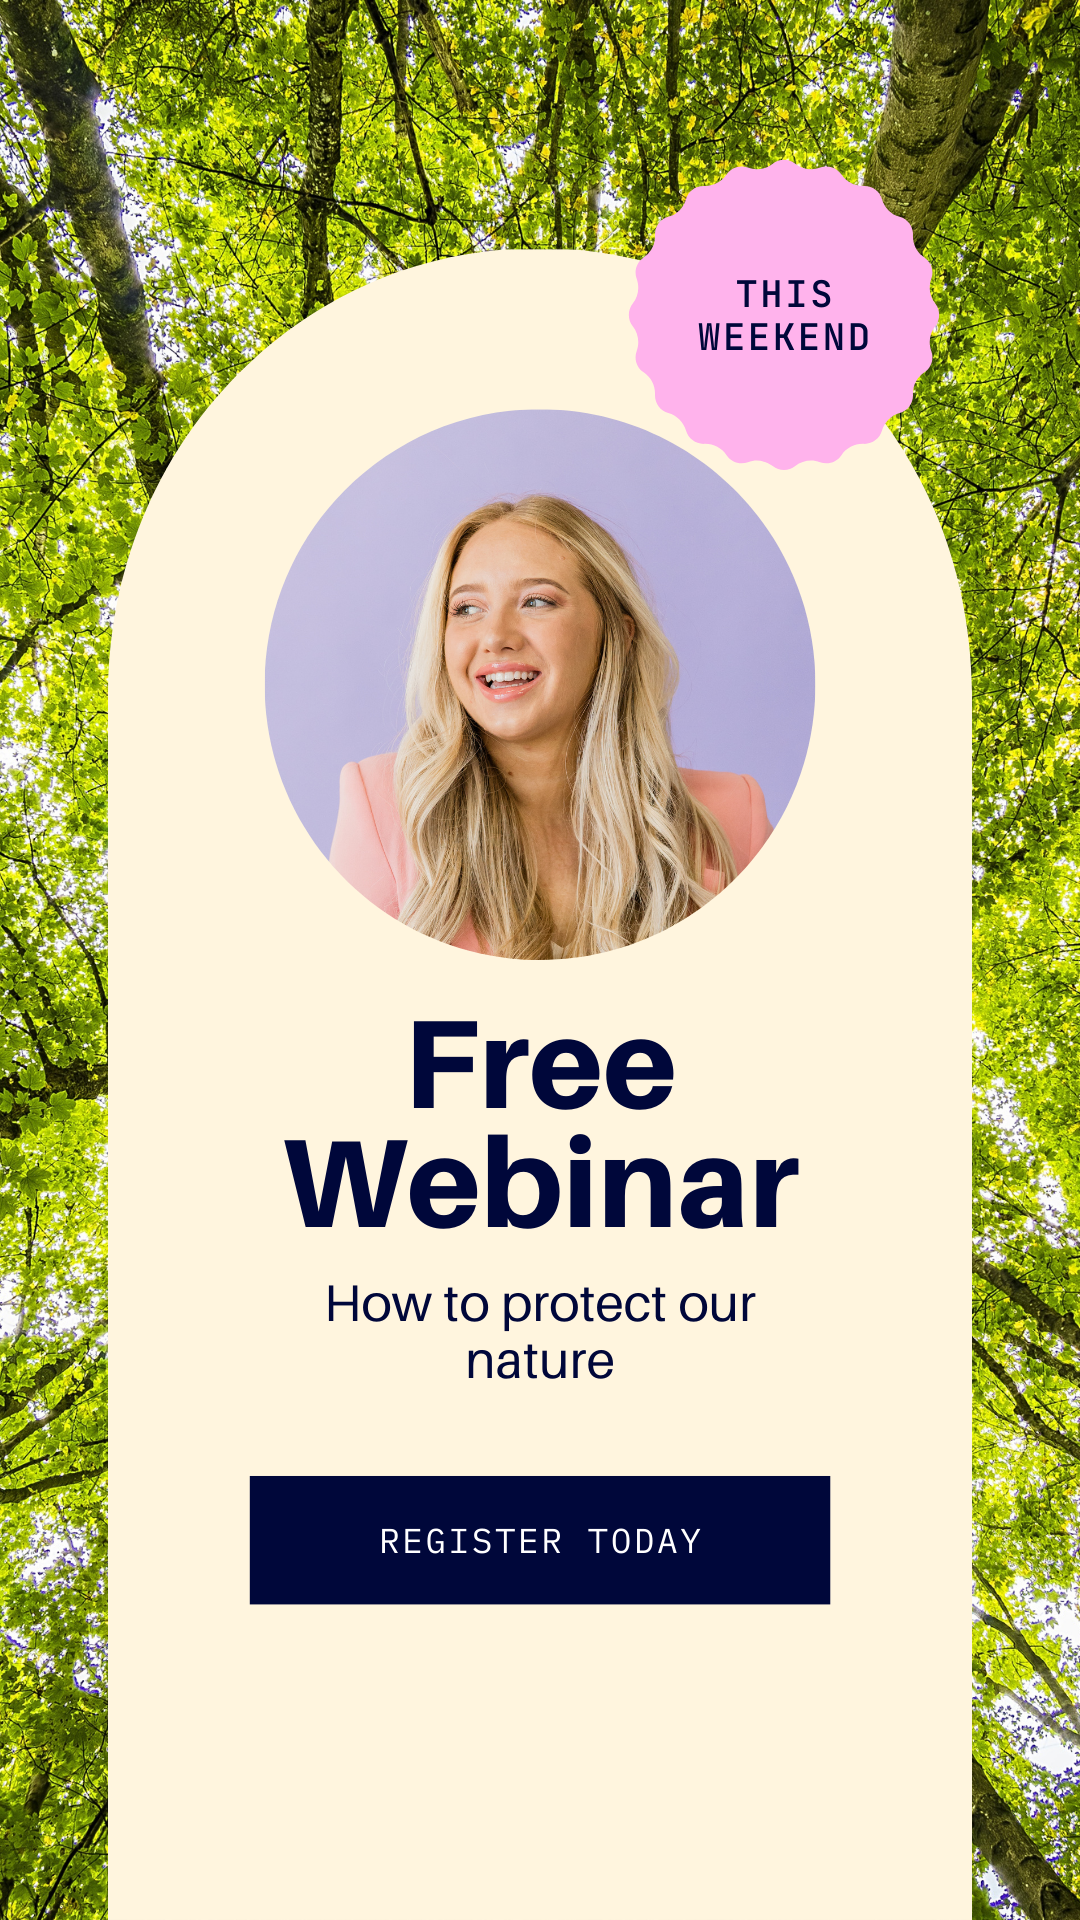 THIS
WEEKEND
Free
Webinar
How to protect our
nature
REGISTER TODAY